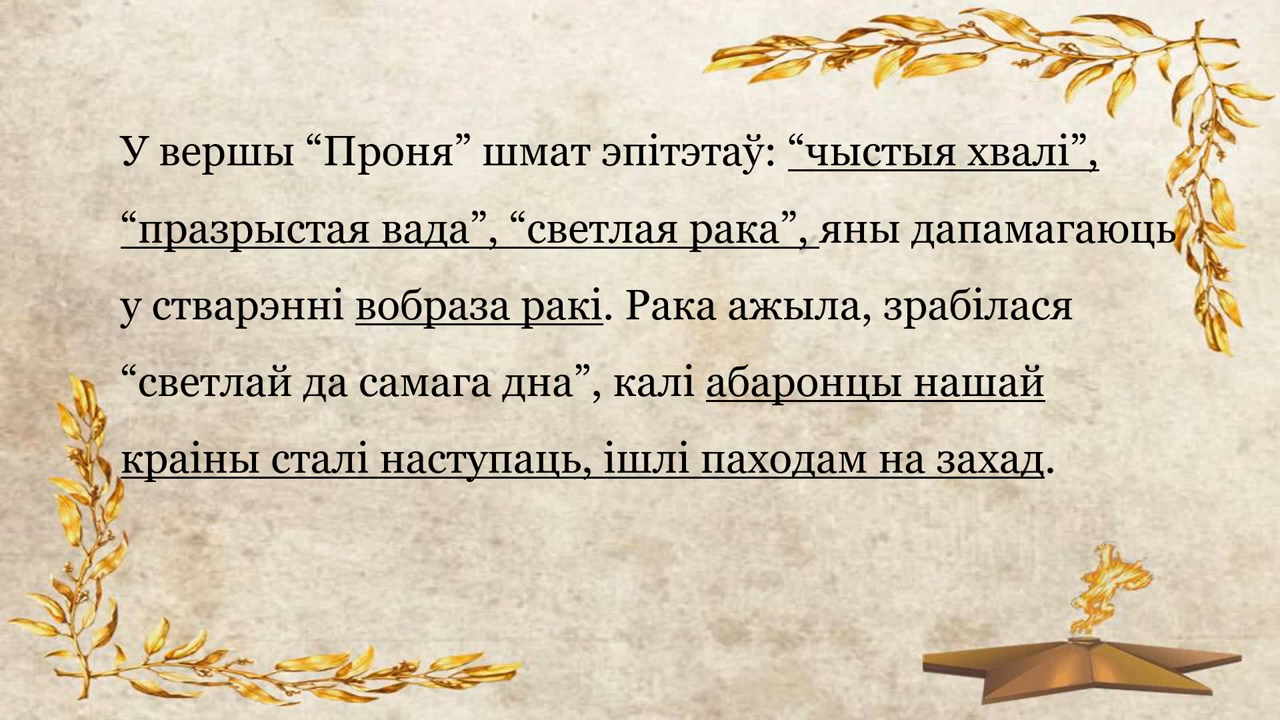 У вершы “Проня” шмат эпітэтаў: “чыстыя хвалі”,
“празрыстая вада”, “светлая рака”, яны дапамагаюць
у стварэнні вобраза ракі. Рака ажыла, зрабілася
“светлай да самага дна”, калі абаронцы нашай
краіны сталі наступаць, ішлі паходам на захад.